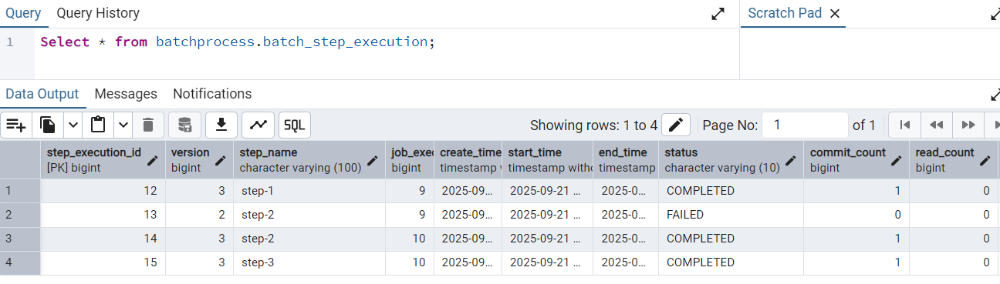 Query Query History Scratch Pad
1 Select * from batchprocess.batch_step_execution;
Data Output Messages Notifications
SQL Showing rows: 1 to 4 Page No: 1 of 1
step_execution_id version step_name job_exec create_time start_time end_time status commit_count read_count
[PK] bigint bigint character varying (100) bigint timestamp w timestamp witho timestamp character varying (10) bigint bigint
1 12 3 step-1 9 2025-09... 2025-09-21 ... 2025-0... COMPLETED 1 0
2 13 2 step-2 9 2025-09... 2025-09-21 ... 2025-0... FAILED 0 0
3 14 3 step-2 10 2025-09... 2025-09-21 ... 2025-0... COMPLETED 1 0
4 15 3 step-3 10 2025-09... 2025-09-21 ... 2025-0... COMPLETED 1 0